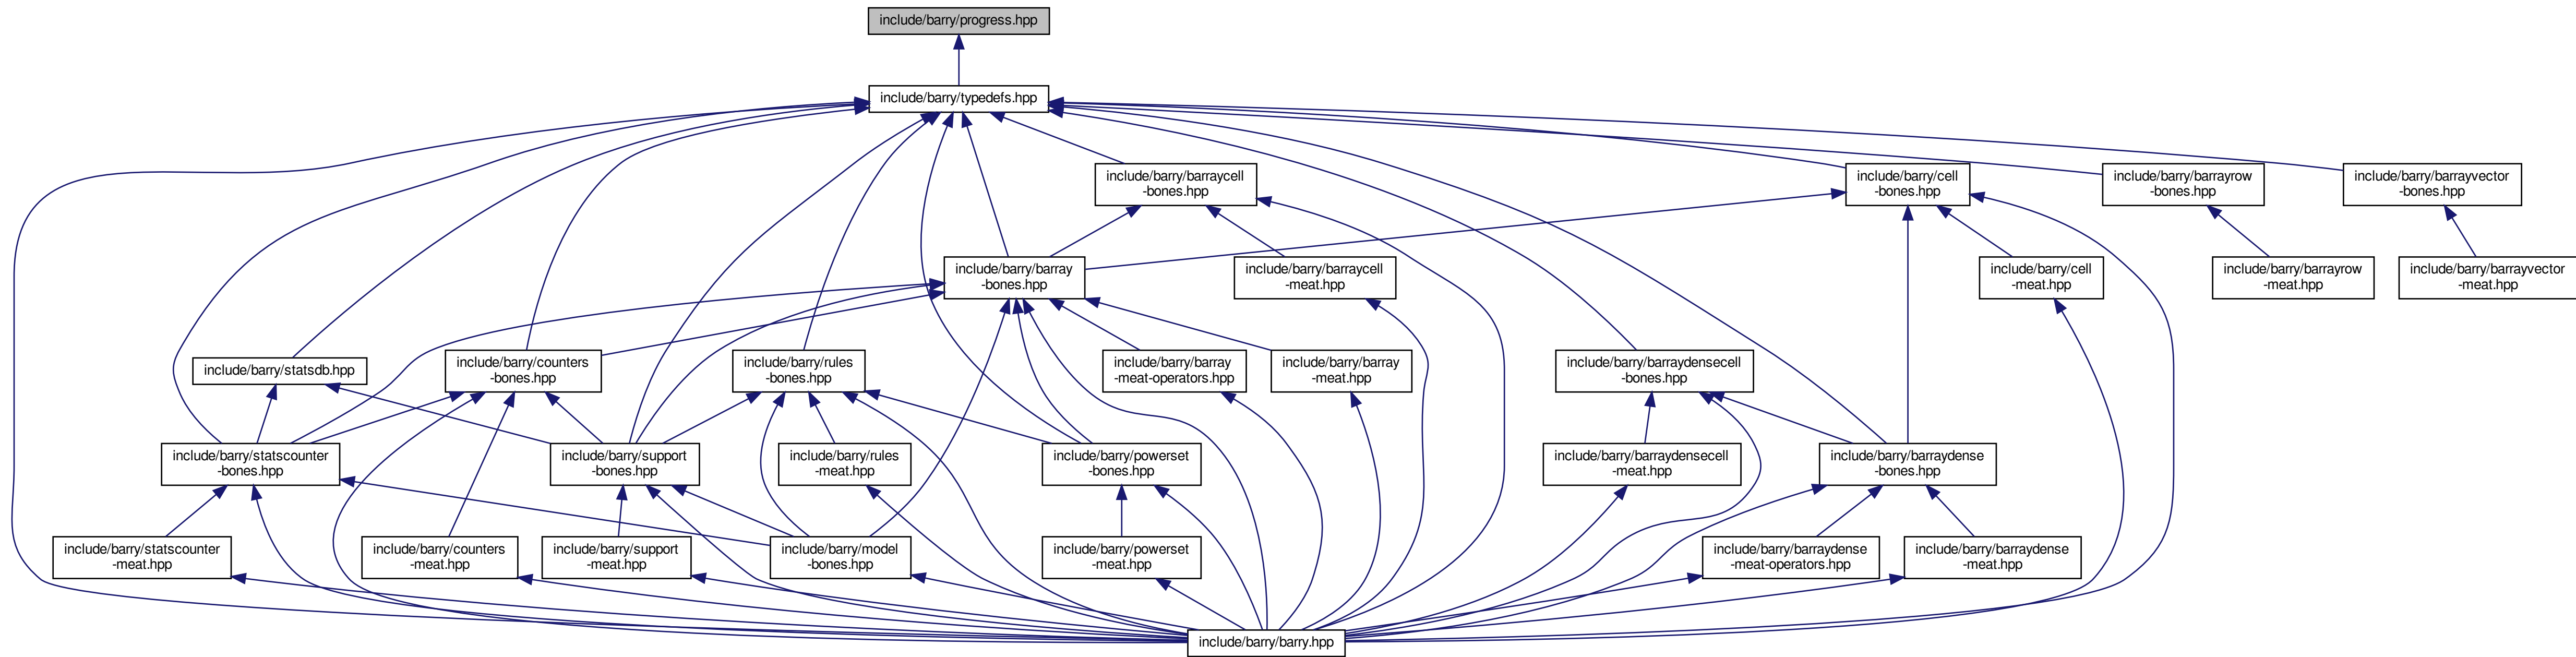 include/barry/progress.hpp
include/barry/typedefs.hpp
include/barry/barraycell
-bones.hpp
include/barry/cell
-bones.hpp
include/barry/barrayrow
-bones.hpp
include/barry/barrayvector
-bones.hpp
include/barry/barray
-bones.hpp
include/barry/barraycell
-meat.hpp
include/barry/cell
-meat.hpp
include/barry/barrayrow
-meat.hpp
include/barry/barrayvector
-meat.hpp
include/barry/statsdb.hpp
include/barry/counters
-bones.hpp
include/barry/rules
-bones.hpp
include/barry/barray
-meat-operators.hpp
include/barry/barray
-meat.hpp
include/barry/barraydensecell
-bones.hpp
include/barry/statscounter
-bones.hpp
include/barry/support
-bones.hpp
include/barry/rules
-meat.hpp
include/barry/powerset
-bones.hpp
include/barry/barraydensecell
-meat.hpp
include/barry/barraydense
-bones.hpp
include/barry/statscounter
-meat.hpp
include/barry/counters
-meat.hpp
include/barry/support
-meat.hpp
include/barry/model
-bones.hpp
include/barry/powerset
-meat.hpp
include/barry/barraydense
-meat-operators.hpp
include/barry/barraydense
-meat.hpp
include/barry/barry.hpp